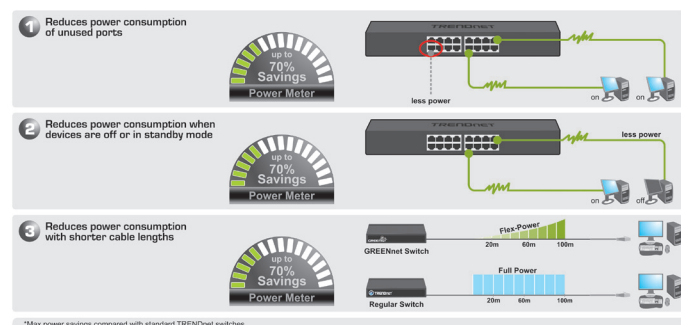 1 Reduces power consumption
of unused ports
up to
70%
Savings
Power Meter
TRENDnet
less power
on
on
2 Reduces power consumption when
devices are off or in standby mode
up to
70%
Savings
Power Meter
TRENDnet
less power
on
off
3 Reduces power consumption
with shorter cable lengths
up to
70%
Savings
Power Meter
Flex-Power
20m 60m 100m
GREENnet Switch
Full Power
TRENDnet
20m 60m 100m
Regular Switch
*Max power savings compared with standard TRENDnet switches